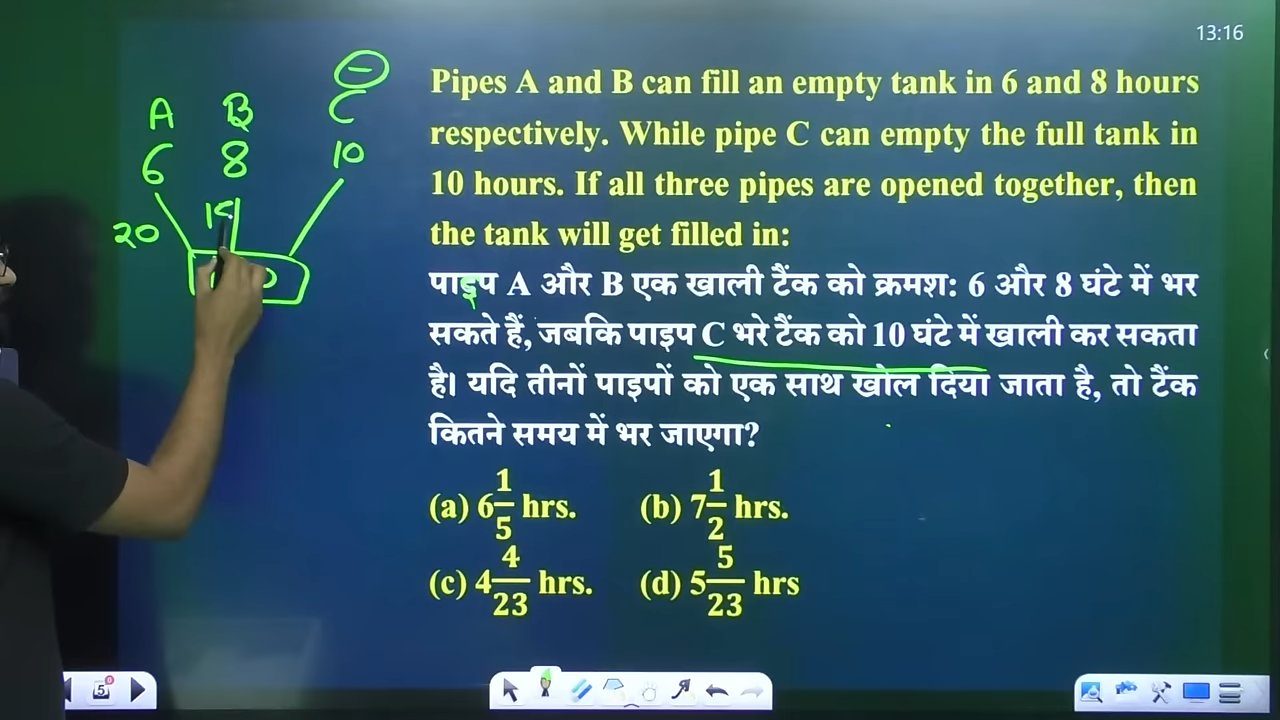 13:16
A B C
6 8 10
20 15
Pipes A and B can fill an empty tank in 6 and 8 hours
respectively. While pipe C can empty the full tank in
10 hours. If all three pipes are opened together, then
the tank will get filled in:
पाइप A और B एक खाली टैंक को क्रमश: 6 और 8 घंटे में भर
सकते हैं, जबकि पाइप C भरे टैंक को 10 घंटे में खाली कर सकता
है। यदि तीनों पाइपों को एक साथ खोल दिया जाता है, तो टैंक
कितने समय में भर जाएगा?
(a) 6 1/5 hrs. (b) 7 1/2 hrs.
(c) 4 4/23 hrs. (d) 5 5/23 hrs